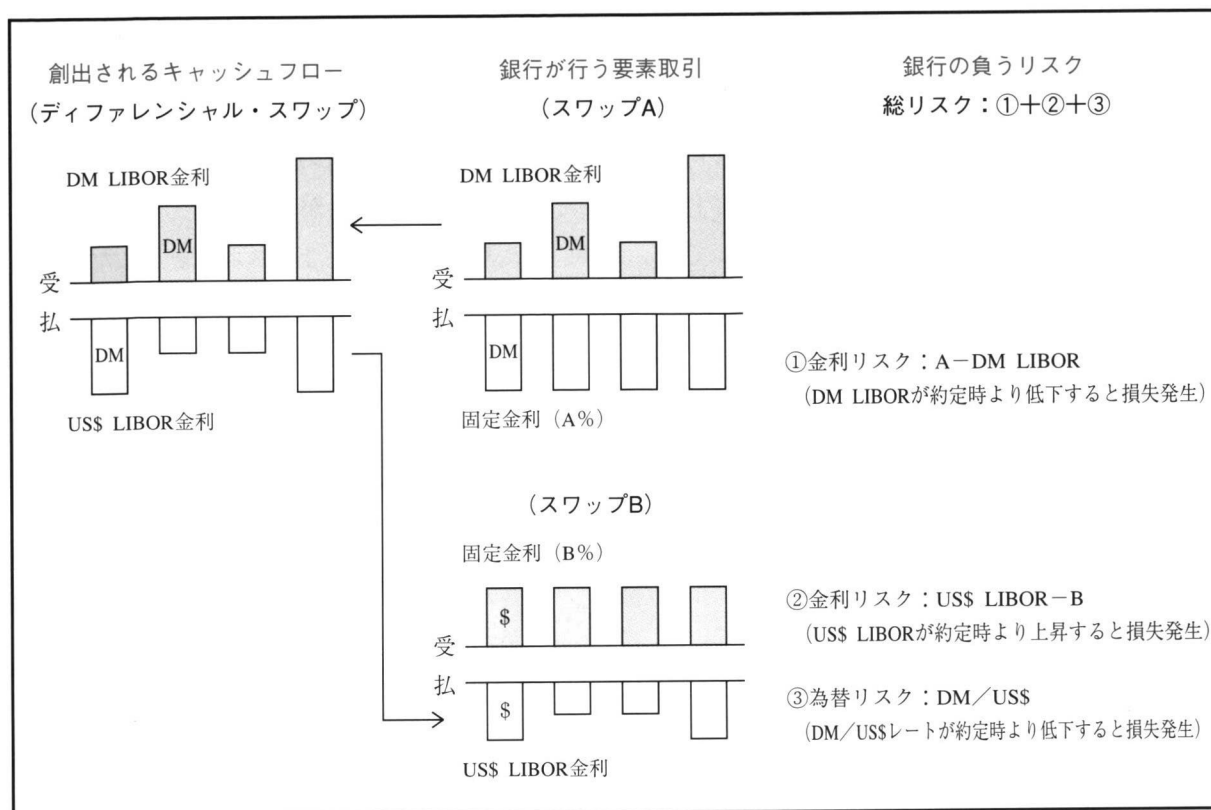 創出されるキャッシュフロー
（ディファレンシャル・スワップ）
DM LIBOR金利
DM
受
払
DM
US$ LIBOR金利
銀行が行う要素取引
（スワップA）
DM LIBOR金利
DM
受
払
DM
固定金利（A%）
（スワップB）
固定金利（B%）
$
受
払
$
US$ LIBOR金利
銀行の負うリスク
総リスク：①＋②＋③
①金利リスク：A－DM LIBOR
（DM LIBORが約定時より低下すると損失発生）
②金利リスク：US$ LIBOR－B
（US$ LIBORが約定時より上昇すると損失発生）
③為替リスク：DM／US$
（DM／US$レートが約定時より低下すると損失発生）